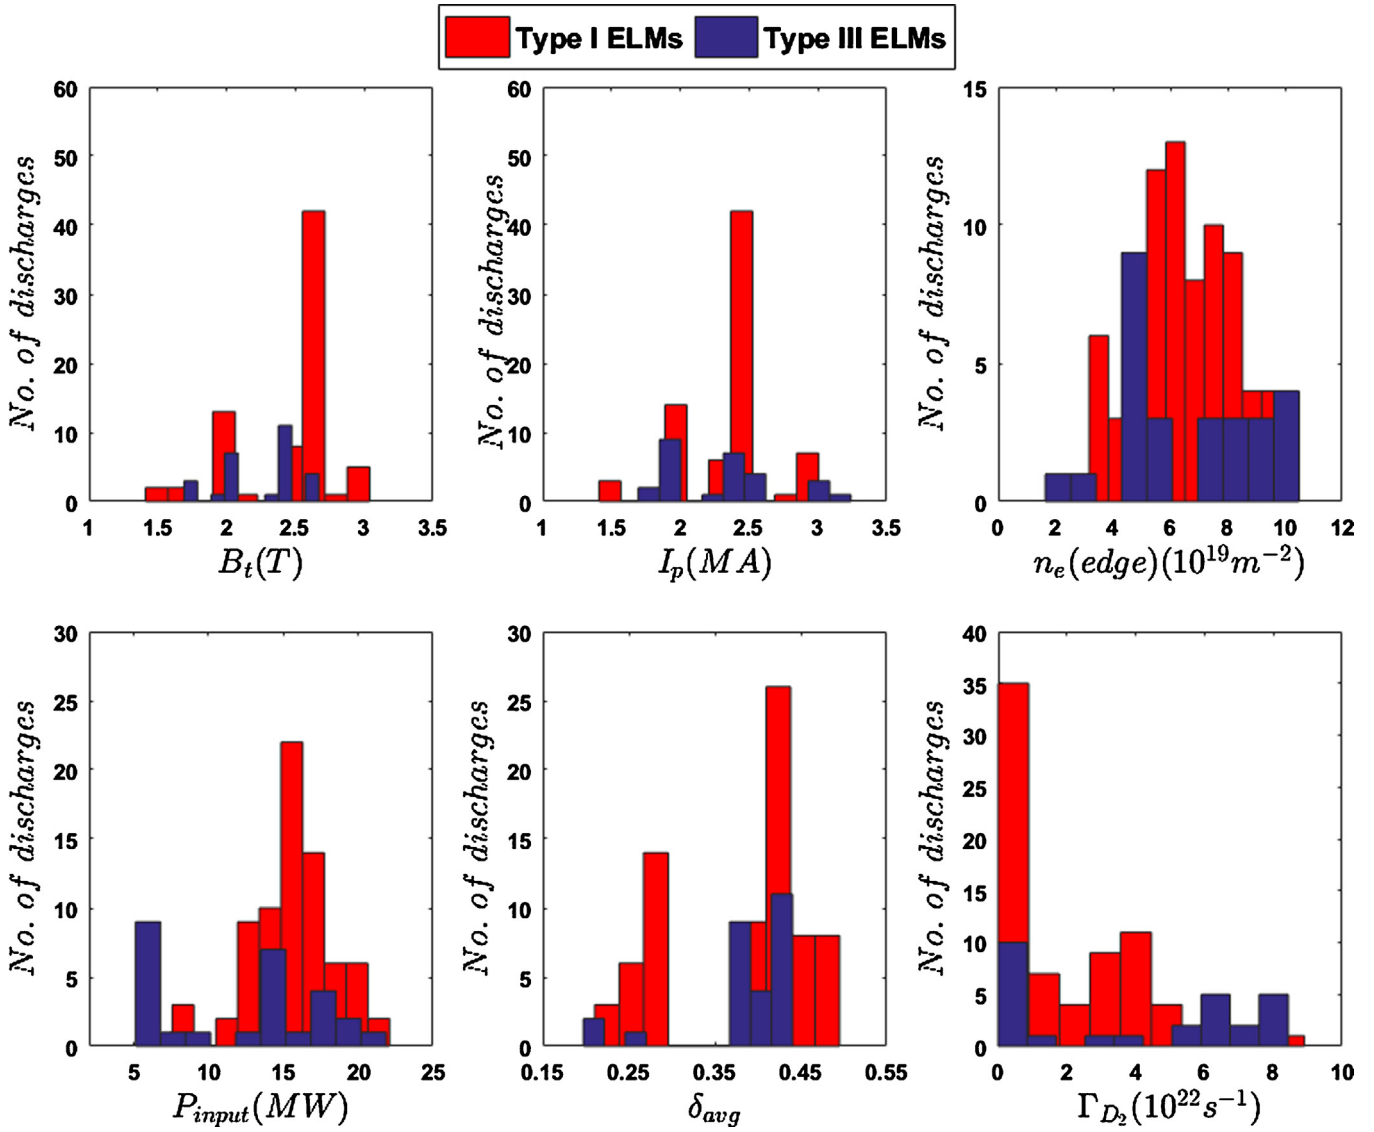 Type I ELMs Type III ELMs
No. of discharges
60
50
40
30
20
10
0
1 1.5 2 2.5 3 3.5
B_t(T)
No. of discharges
60
50
40
30
20
10
0
1 1.5 2 2.5 3 3.5
I_p(MA)
No. of discharges
15
10
5
0
0 2 4 6 8 10 12
n_e(edge)(10^{19}m^{-2})
No. of discharges
30
25
20
15
10
5
0
5 10 15 20 25
P_{input}(MW)
No. of discharges
30
25
20
15
10
5
0
0.15 0.25 0.35 0.45 0.55
δ_{avg}
No. of discharges
40
35
30
25
20
15
10
5
0
0 2 4 6 8 10
Γ_{D_2}(10^{22}s^{-1})